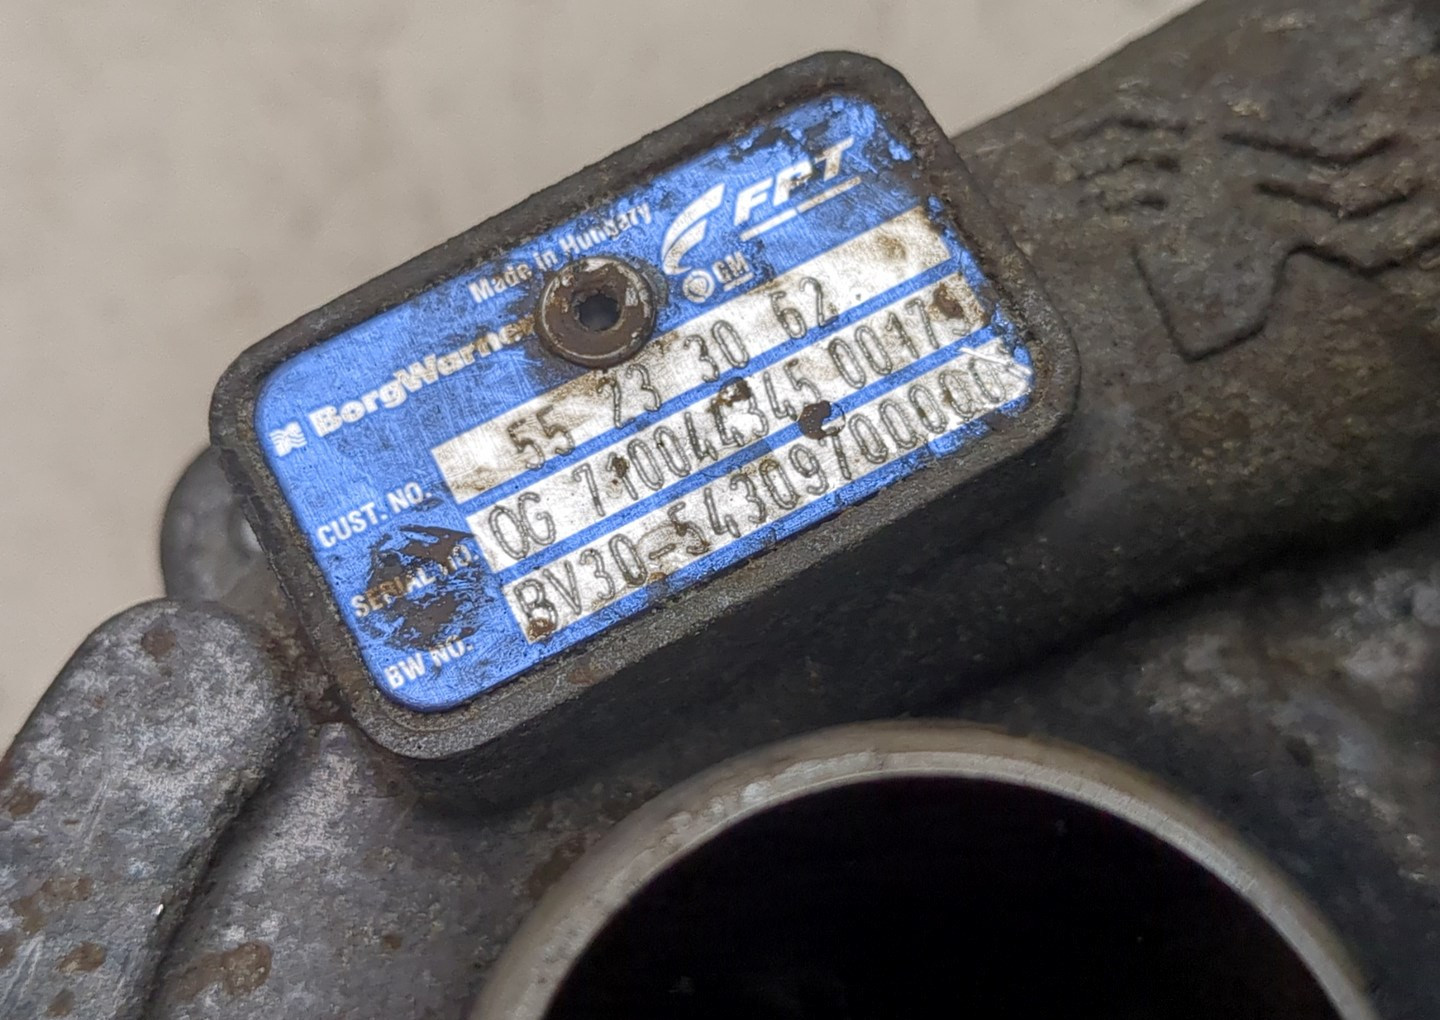 Made in Hungary
FPT
GM
BorgWarner
CUST. NO. 55 23 30 62
SERIAL NO. OG 71004C345 00179
BW NO. BV30-54309700000